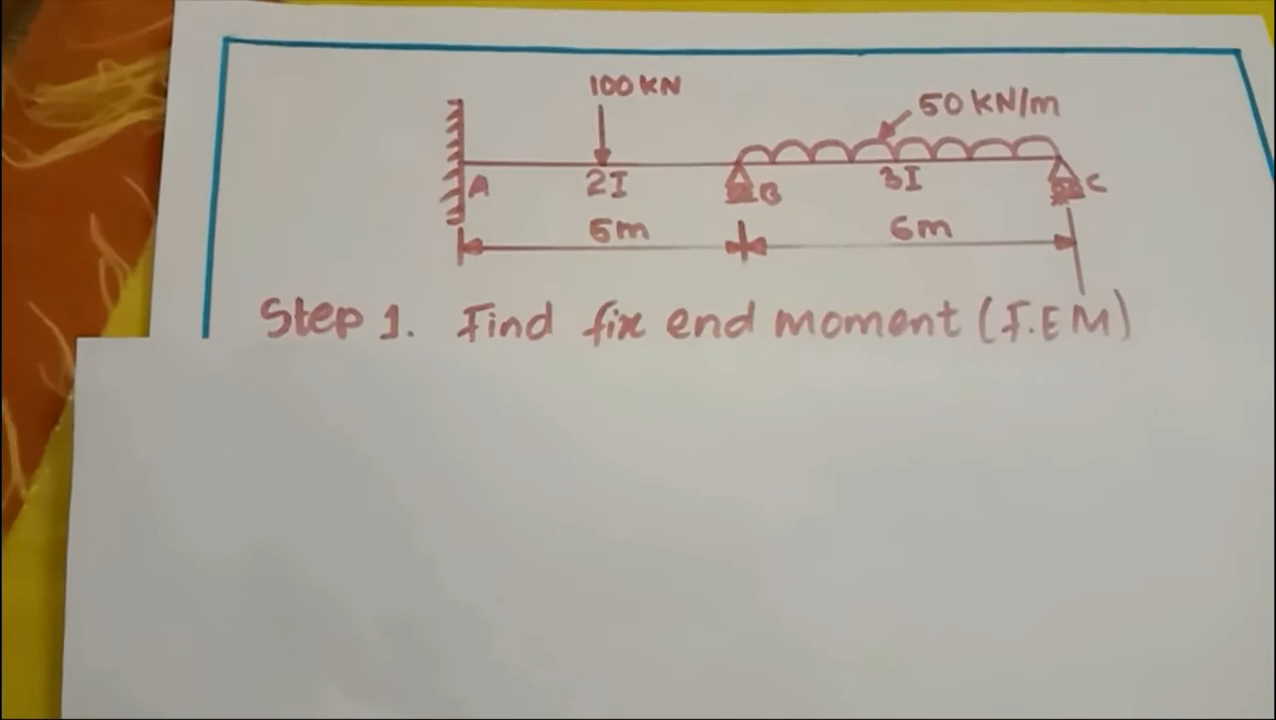 100 KN
50 KN/m
A 2I B 3I C
5m 6m
Step 1. Find fix end moment (F.E M)